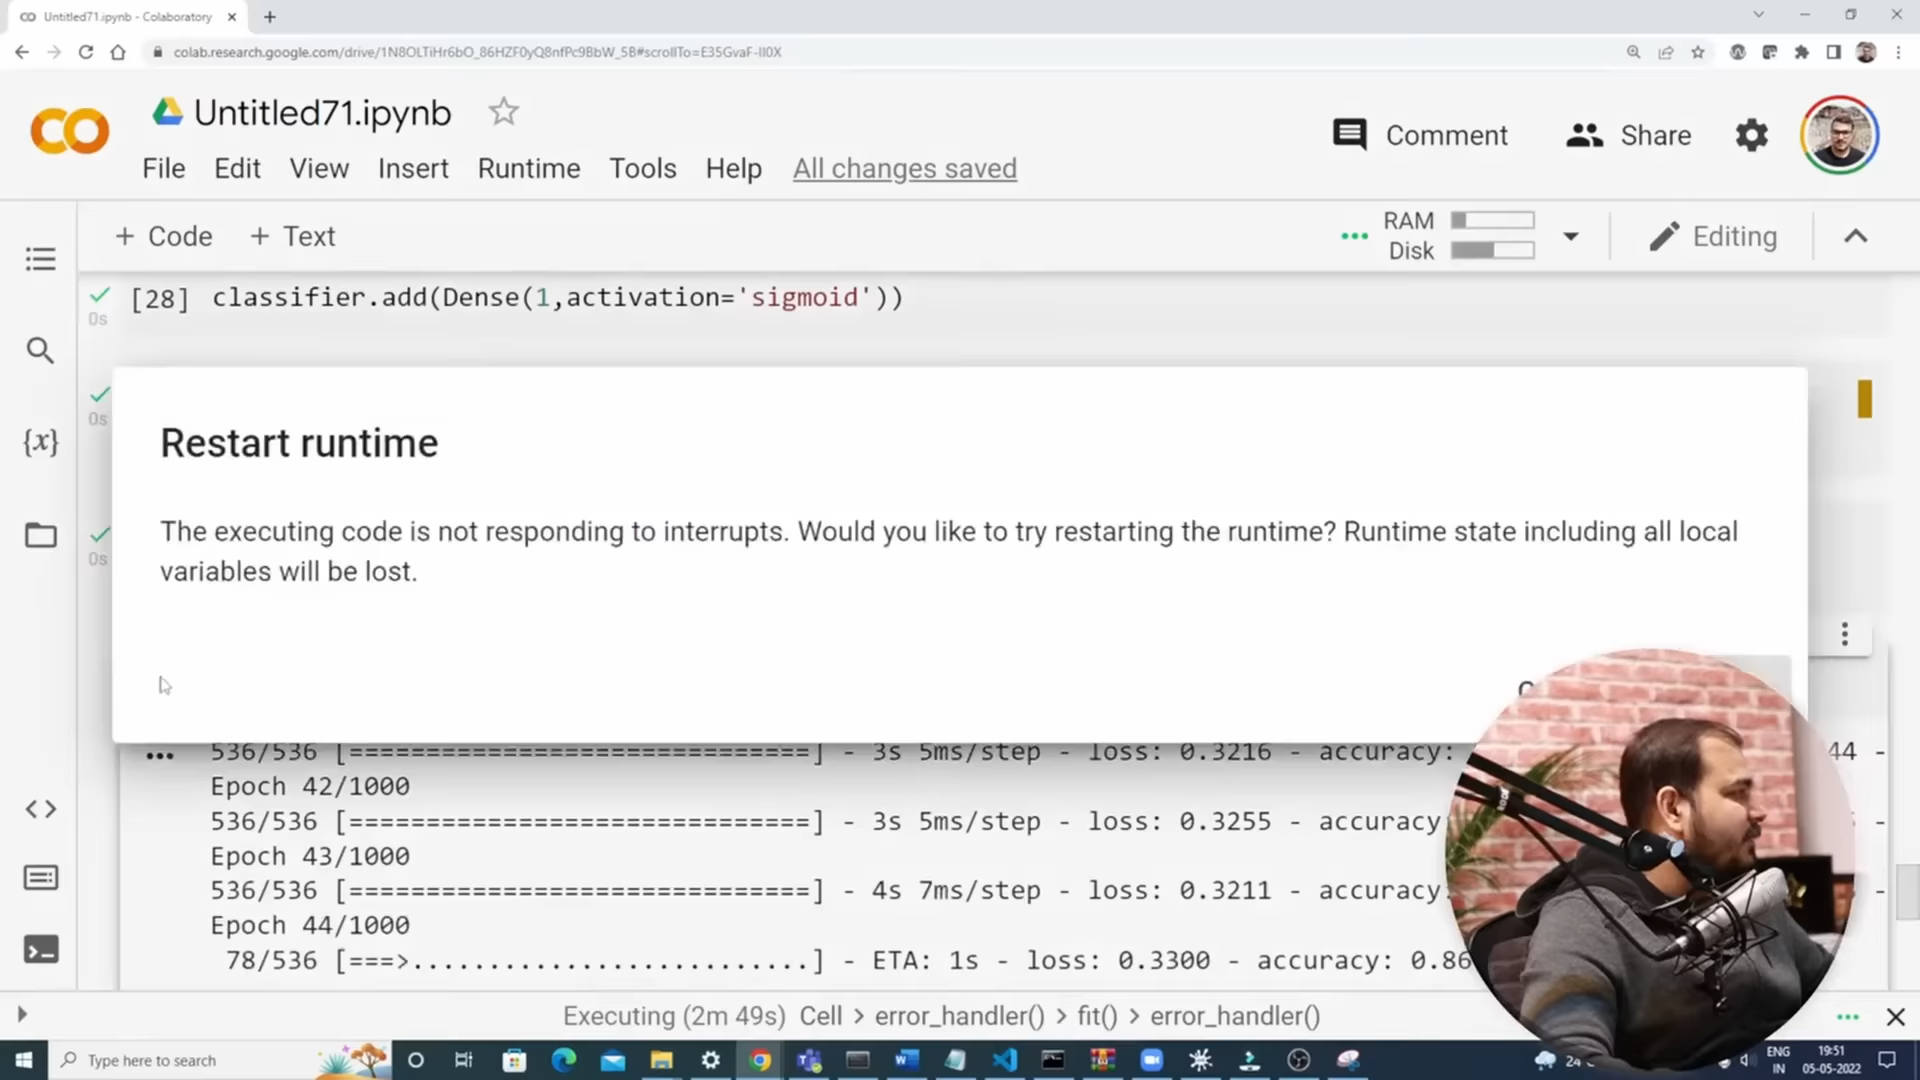 Untitled71.ipynb - Colaboratory
colab.research.google.com/drive/1N8OLTiHr6bO_86HZF0yQ8nfPc9BbW_5B#scrollTo=E35GvaF-II0X
Untitled71.ipynb
Comment
Share
File Edit View Insert Runtime Tools Help All changes saved
+ Code + Text
RAM
Disk
Editing
[28] classifier.add(Dense(1,activation='sigmoid'))
0s
0s
{x}
Restart runtime
The executing code is not responding to interrupts. Would you like to try restarting the runtime? Runtime state including all local
variables will be lost.
0s
536/536 [==============================] - 3s 5ms/step - loss: 0.3216 - accuracy: 44 -
Epoch 42/1000
536/536 [==============================] - 3s 5ms/step - loss: 0.3255 - accuracy
Epoch 43/1000
536/536 [==============================] - 4s 7ms/step - loss: 0.3211 - accuracy
Epoch 44/1000
78/536 [===>..........................] - ETA: 1s - loss: 0.3300 - accuracy: 0.86
Executing (2m 49s) Cell > error_handler() > fit() > error_handler()
Type here to search
24
ENG
IN
19:51
05-05-2022